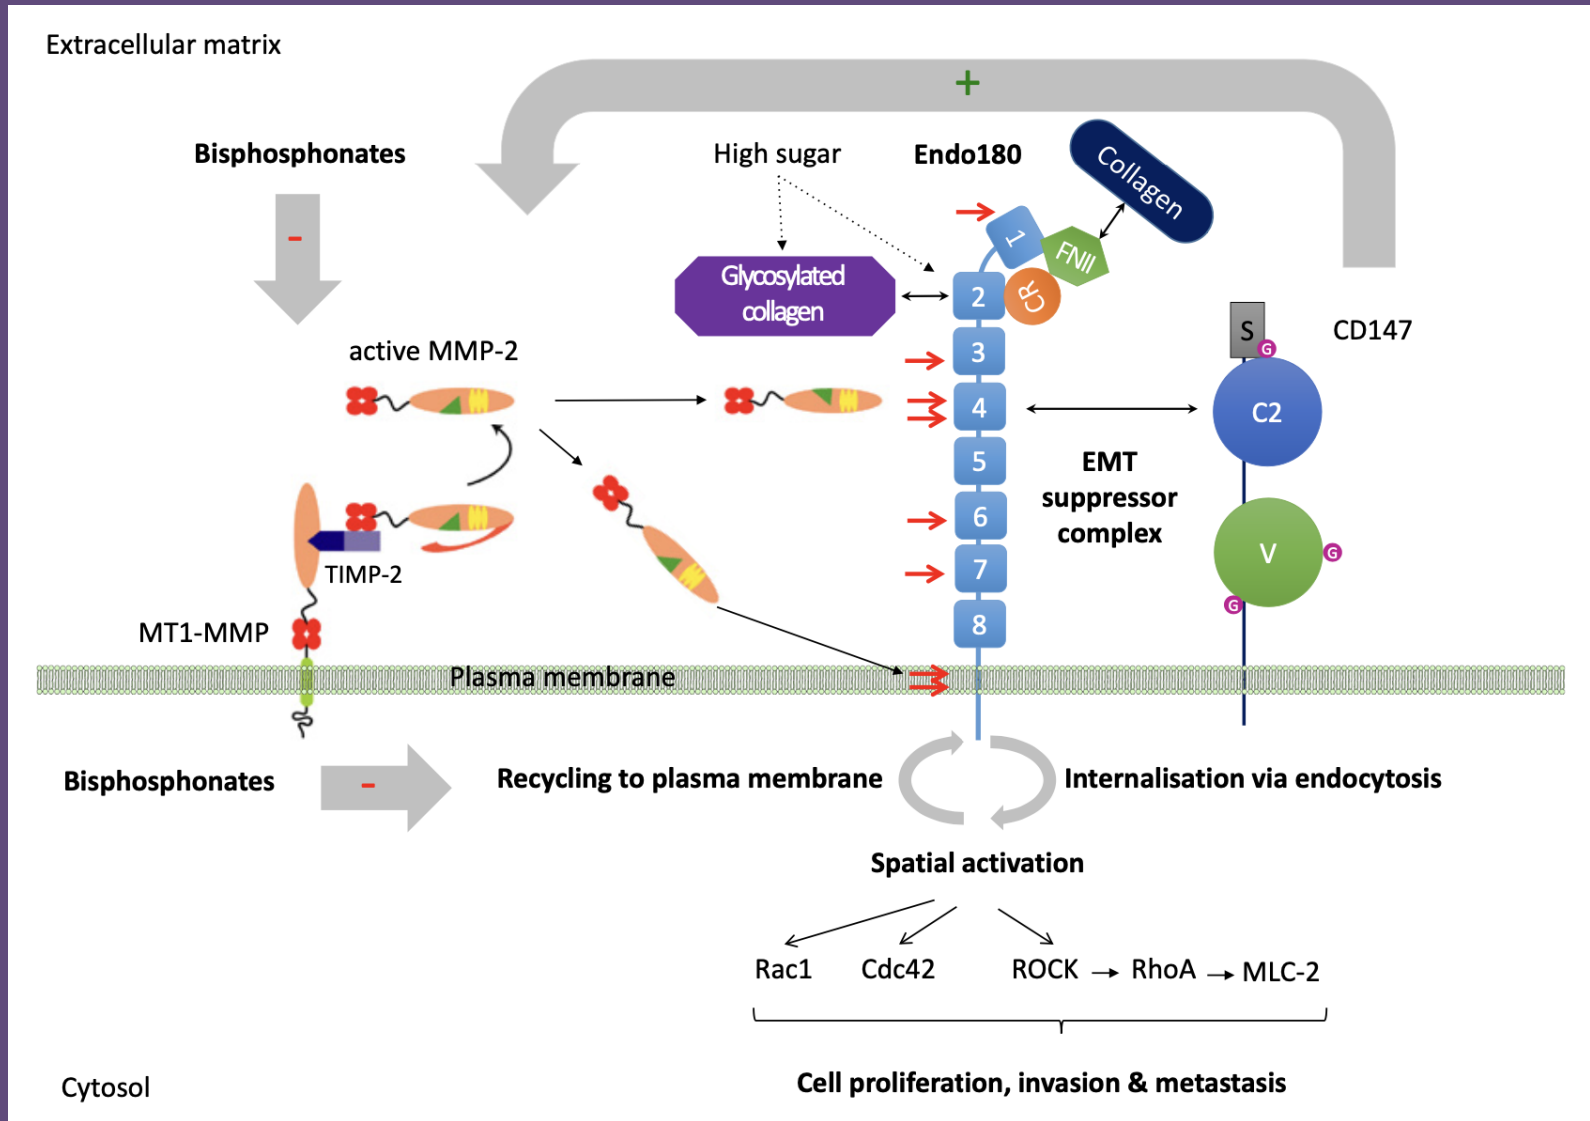 Extracellular matrix
+
Bisphosphonates
High sugar
Endo180
Collagen
-
1
FNII
Glycosylated
collagen
2
CR
S
G
CD147
active MMP-2
3
4
C2
5
EMT
suppressor
complex
6
V
G
TIMP-2
7
G
MT1-MMP
8
Plasma membrane
Bisphosphonates
-
Recycling to plasma membrane
Internalisation via endocytosis
Spatial activation
Rac1
Cdc42
ROCK → RhoA → MLC-2
Cell proliferation, invasion & metastasis
Cytosol